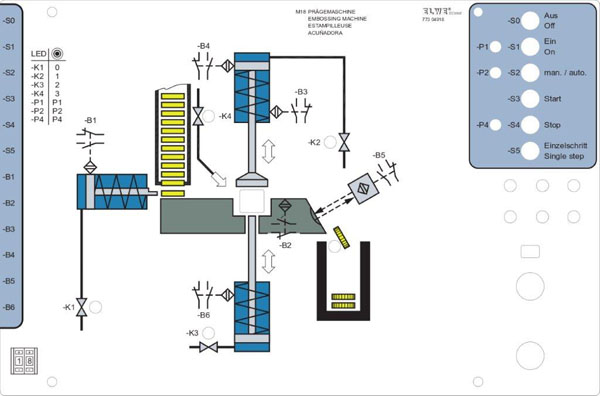 M18 PRÄGEMASCHINE
EMBOSSING MACHINE
ESTAMPILLEUSE
ACUÑADORA
-S0
-S1
-S2
-S3
-S4
-S5
-B1
-B2
-B3
-B4
-B5
-B6
LED
-K1 0
-K2 1
-K3 2
-K4 3
-P1 P1
-P2 P2
-P4 P4
-B1
-B4
-B3
-K4
-K2
-B5
-B2
-B6
-K3
-K1
1 8
-S0 Aus
Off
-P1 -S1 Ein
On
-P2 -S2 man. / auto.
-S3 Start
-P4 -S4 Stop
-S5 Einzelschritt
Single step